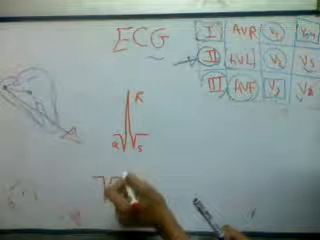 ECG
I AVR V1 V4
II AVL V2 V5
III AVF V3 V6
R
Q S